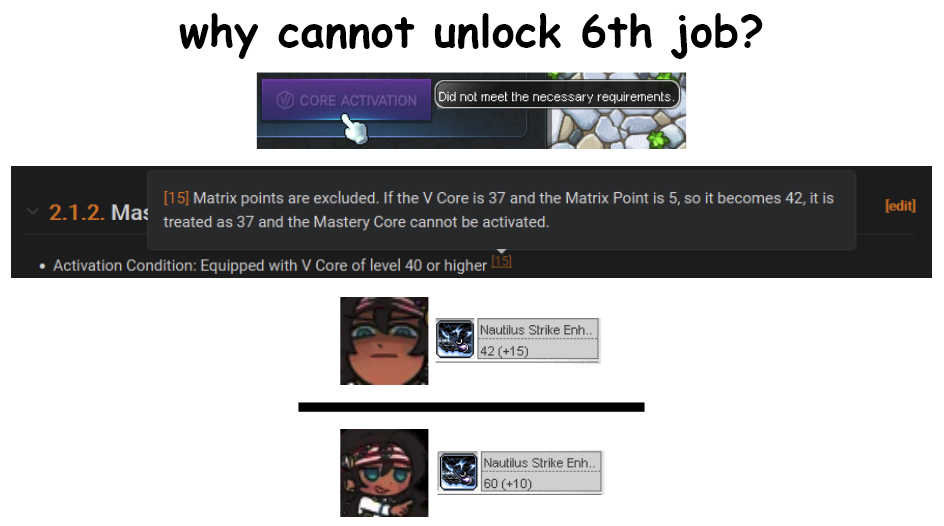 why cannot unlock 6th job?
CORE ACTIVATION
Did not meet the necessary requirements.
[15] Matrix points are excluded. If the V Core is 37 and the Matrix Point is 5, so it becomes 42, it is
treated as 37 and the Mastery Core cannot be activated.
2.1.2. Mas
[edit]
• Activation Condition: Equipped with V Core of level 40 or higher [15]
Nautilus Strike Enh..
42 (+15)
Nautilus Strike Enh..
60 (+10)